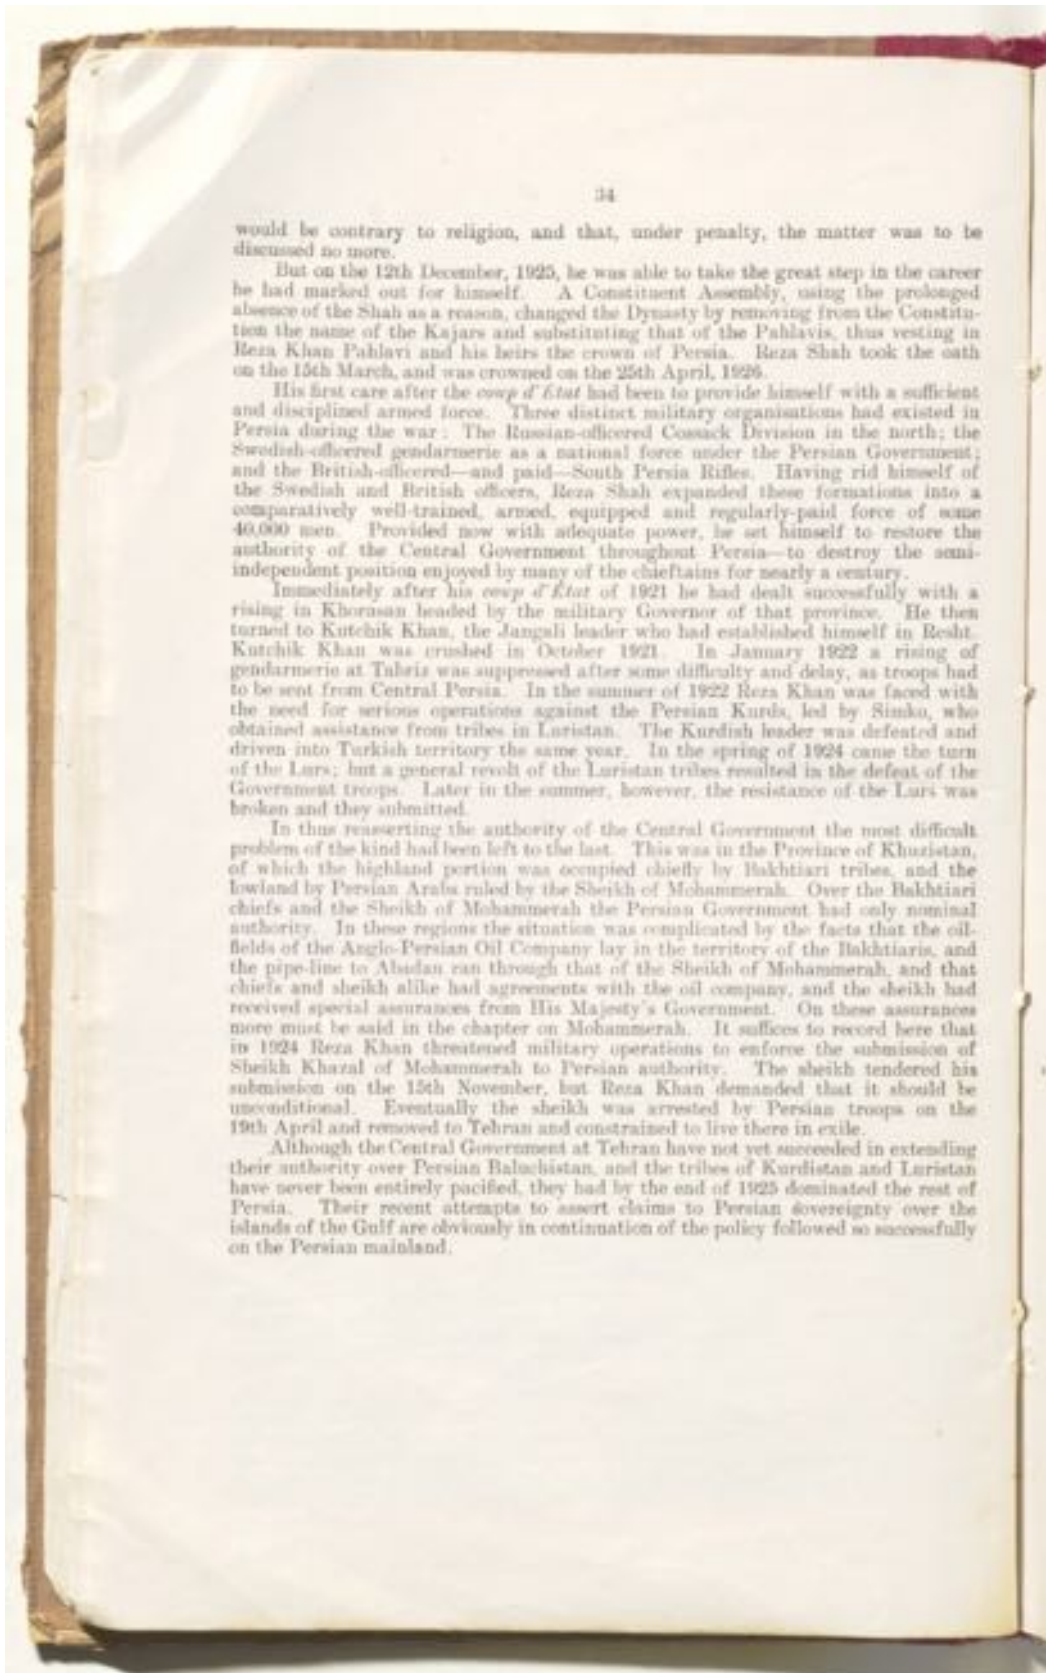 34
would be contrary to religion, and that, under penalty, the matter was to be
discussed no more.
But on the 12th December, 1925, he was able to take the great step in the career
he had marked out for himself. A Constituent Assembly, using the prolonged
absence of the Shah as a reason, changed the Dynasty by removing from the Constitu-
tion the name of the Kajars and substituting that of the Pahlavis, thus vesting in
Reza Khan Pahlavi and his heirs the crown of Persia. Reza Shah took the oath
on the 15th March, and was crowned on the 25th April, 1926.
His first care after the coup d'État had been to provide himself with a sufficient
and disciplined armed force. Three distinct military organisations had existed in
Persia during the war: The Russian-officered Cossack Division in the north; the
Swedish-officered gendarmerie as a national force under the Persian Government;
and the British-officered—and paid—South Persia Rifles. Having rid himself of
the Swedish and British officers, Reza Shah expanded these formations into a
comparatively well-trained, armed, equipped and regularly-paid force of some
40,000 men. Provided now with adequate power, he set himself to restore the
authority of the Central Government throughout Persia—to destroy the semi-
independent position enjoyed by many of the chieftains for nearly a century.
Immediately after his coup d'État of 1921 he had dealt successfully with a
rising in Khorasan headed by the military Governor of that province. He then
turned to Kutchik Khan, the Jangali leader who had established himself in Resht.
Kutchik Khan was crushed in October 1921. In January 1922 a rising of
gendarmerie at Tabriz was suppressed after some difficulty and delay, as troops had
to be sent from Central Persia. In the summer of 1922 Reza Khan was faced with
the need for serious operations against the Persian Kurds, led by Simko, who
obtained assistance from tribes in Luristan. The Kurdish leader was defeated and
driven into Turkish territory the same year. In the spring of 1924 came the turn
of the Lurs; but a general revolt of the Luristan tribes resulted in the defeat of the
Government troops. Later in the summer, however, the resistance of the Lurs was
broken and they submitted.
In thus reasserting the authority of the Central Government the most difficult
problem of the kind had been left to the last. This was in the Province of Khuzistan,
of which the highland portion was occupied chiefly by Bakhtiari tribes, and the
lowland by Persian Arabs ruled by the Sheikh of Mohammerah. Over the Bakhtiari
chiefs and the Sheikh of Mohammerah the Persian Government had only nominal
authority. In these regions the situation was complicated by the facts that the oil-
fields of the Anglo-Persian Oil Company lay in the territory of the Bakhtiaris, and
the pipe-line to Abadan ran through that of the Sheikh of Mohammerah, and that
chiefs and sheikh alike had agreements with the oil company, and the sheikh had
received special assurances from His Majesty's Government. On these assurances
more must be said in the chapter on Mohammerah. It suffices to record here that
in 1924 Reza Khan threatened military operations to enforce the submission of
Sheikh Khazal of Mohammerah to Persian authority. The sheikh tendered his
submission on the 15th November, but Reza Khan demanded that it should be
unconditional. Eventually the sheikh was arrested by Persian troops on the
19th April and removed to Tehran and constrained to live there in exile.
Although the Central Government at Tehran have not yet succeeded in extending
their authority over Persian Baluchistan, and the tribes of Kurdistan and Luristan
have never been entirely pacified, they had by the end of 1925 dominated the rest of
Persia. Their recent attempts to assert claims to Persian sovereignty over the
islands of the Gulf are obviously in continuation of the policy followed so successfully
on the Persian mainland.